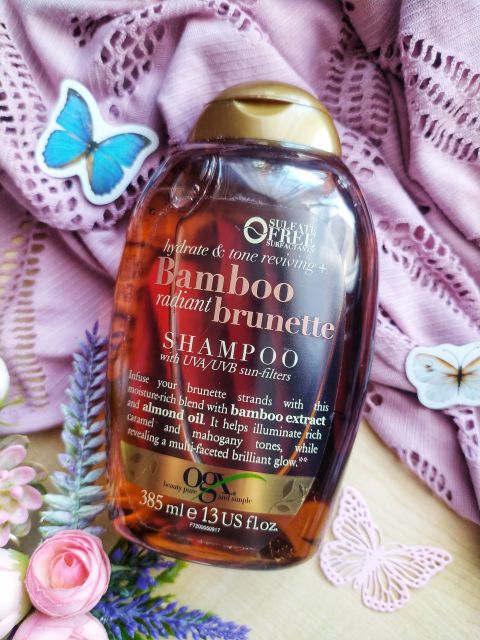 SULFATE
FREE
SURFACTANTS
hydrate & tone reviving +
Bamboo
radiant brunette
SHAMPOO
with UVA/UVB sun-filters
Infuse your brunette strands with this
moisture-rich blend with bamboo extract
and almond oil. It helps illuminate rich
caramel and mahogany tones, while
revealing a multi-faceted brilliant glow.**
ogx
beauty pure and simple
385 ml e 13 US fl.oz.